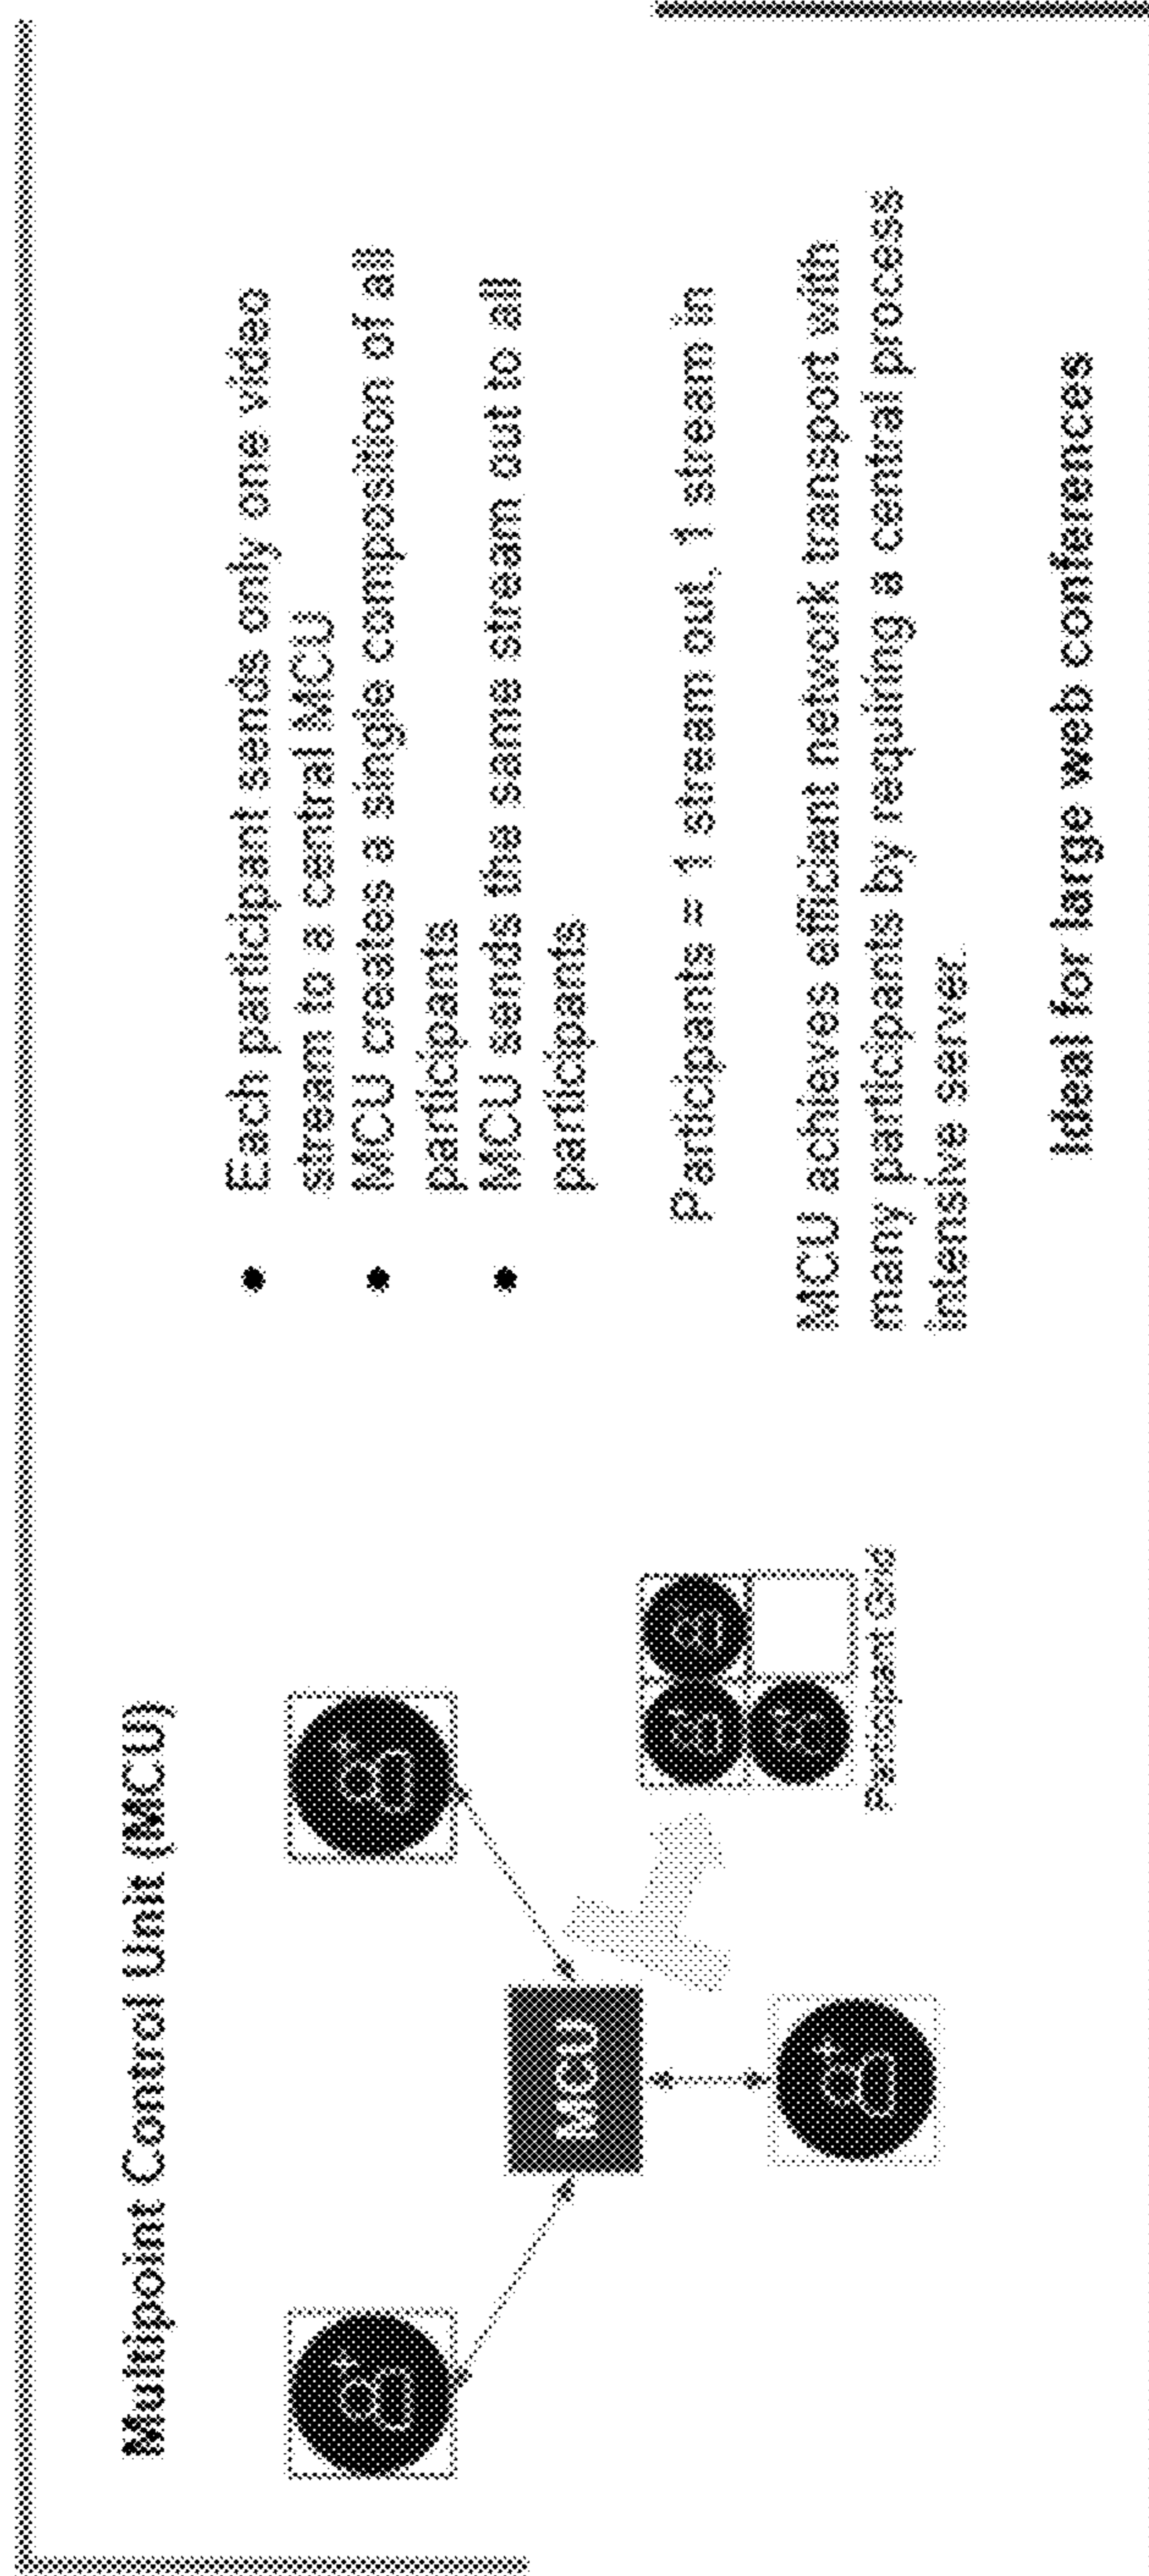 Multipoint Control Unit (MCU)
MCU
Participant Grid
• Each participant sends only one video
stream to a central MCU
• MCU creates a single composition of all
participants
• MCU sends the same stream out to all
participants
Participants = 1 stream out, 1 stream in
MCU achieves efficient network transport with
many participants by requiring a central process
intensive server.
Ideal for large web conferences